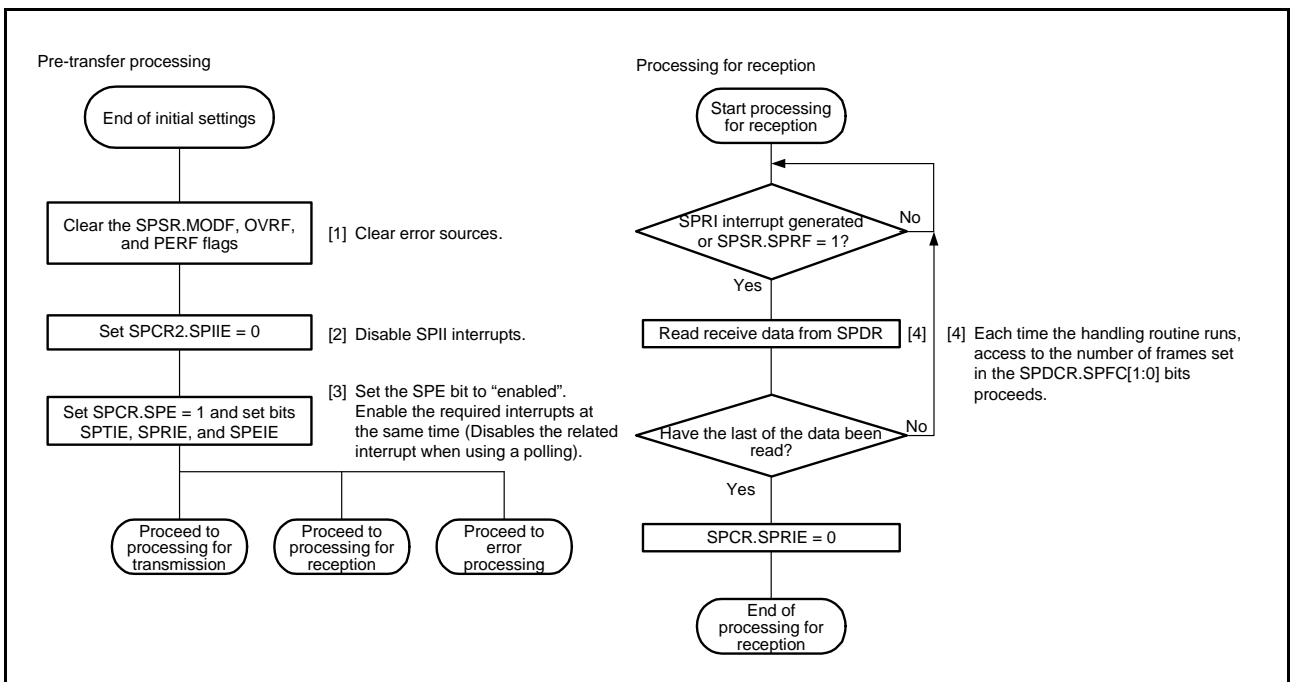 Pre-transfer processing
End of initial settings
Clear the SPSR.MODF, OVRF,
and PERF flags
[1] Clear error sources.
Set SPCR2.SPIIE = 0
[2] Disable SPII interrupts.
Set SPCR.SPE = 1 and set bits
SPTIE, SPRIE, and SPEIE
[3] Set the SPE bit to “enabled”.
Enable the required interrupts at
the same time (Disables the related
interrupt when using a polling).
Proceed to
processing for
transmission
Proceed to
processing for
reception
Proceed to
error
processing
Processing for reception
Start processing
for reception
SPRI interrupt generated
or SPSR.SPRF = 1?
No
Yes
Read receive data from SPDR
[4]
[4] Each time the handling routine runs,
access to the number of frames set
in the SPDCR.SPFC[1:0] bits
proceeds.
Have the last of the data been
read?
No
Yes
SPCR.SPRIE = 0
End of
processing for
reception